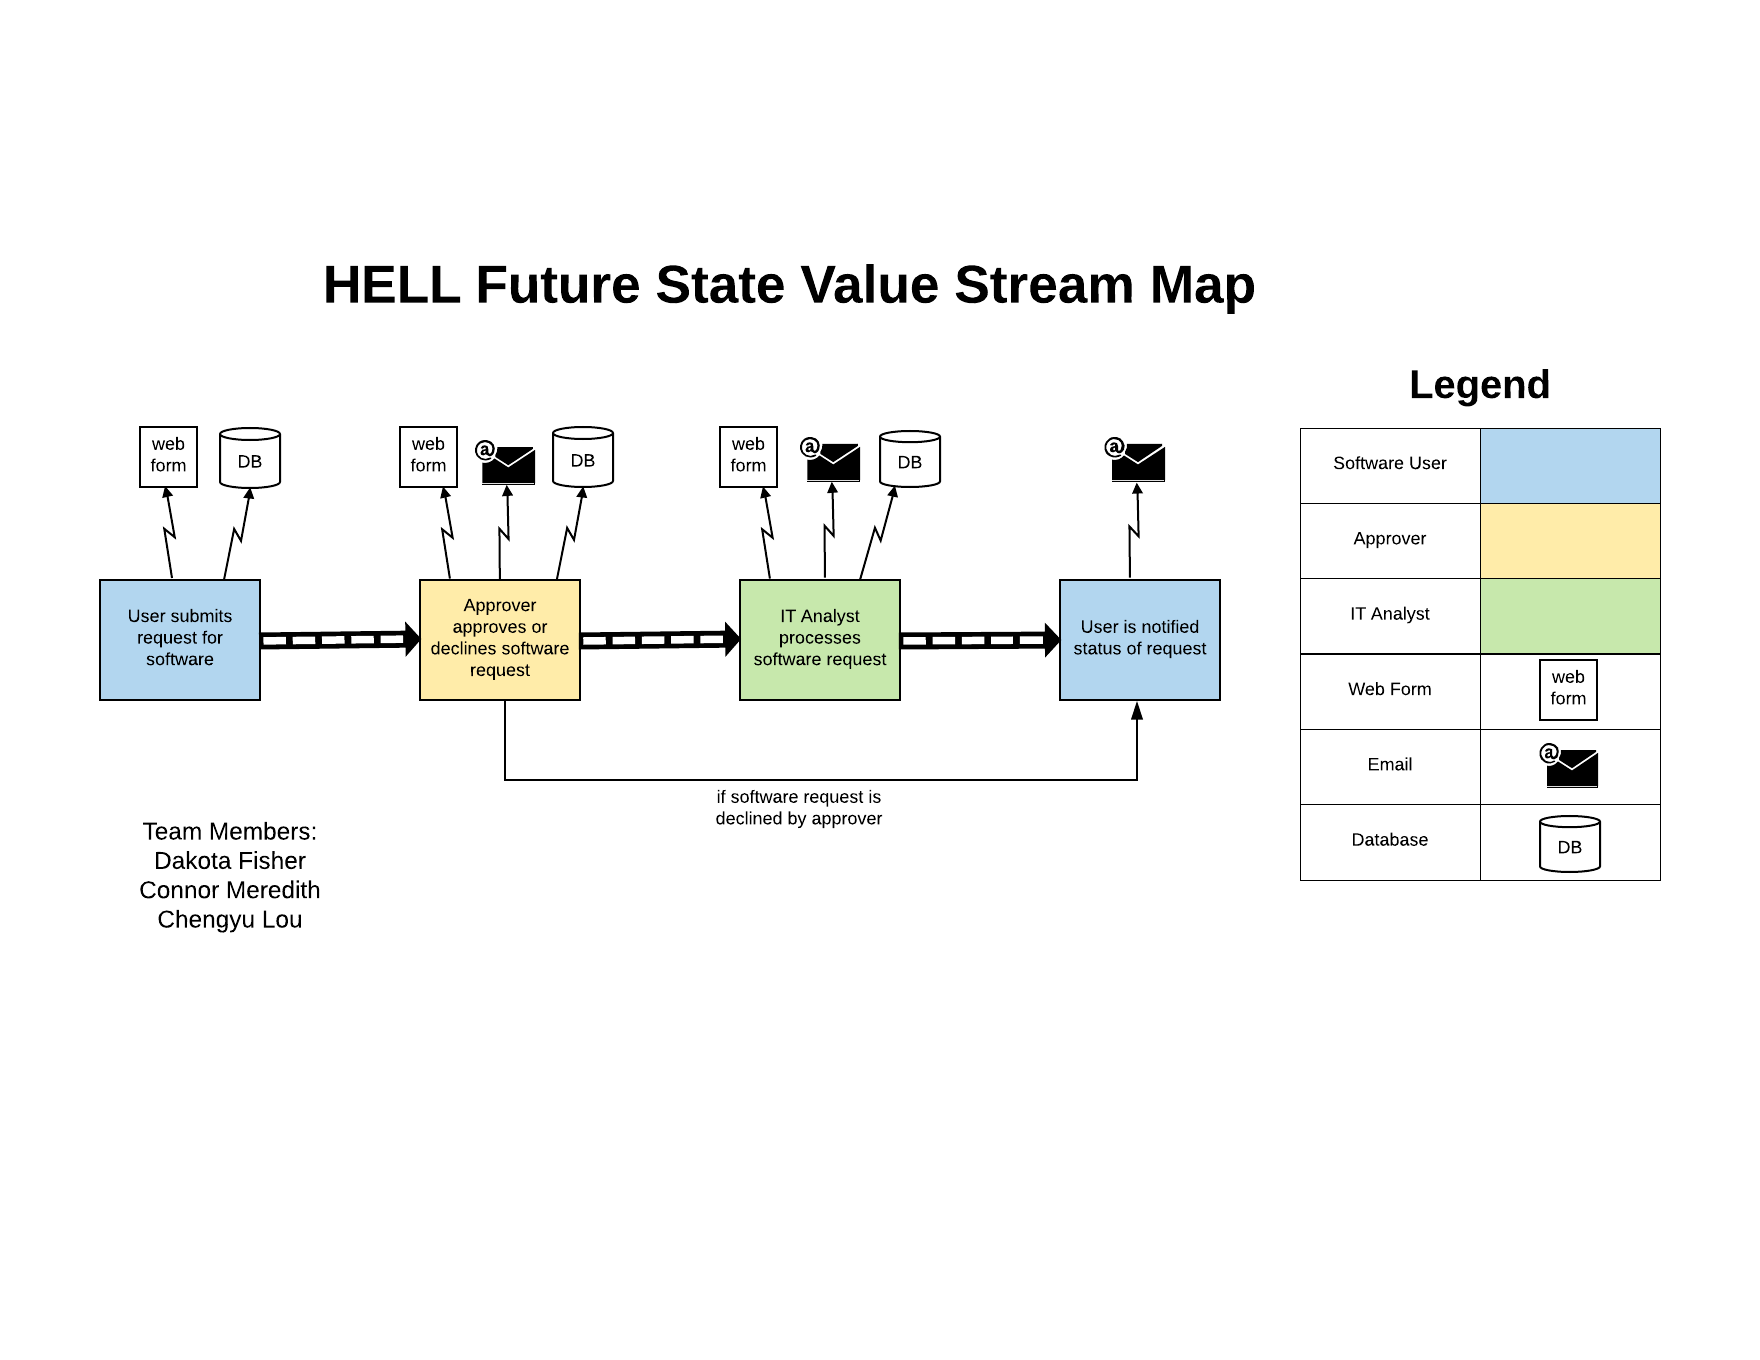 HELL Future State Value Stream Map
web
form
DB
web
form
@
DB
web
form
@
DB
@
User submits
request for
software
Approver
approves or
declines software
request
IT Analyst
processes
software request
User is notified
status of request
if software request is
declined by approver
Team Members:
Dakota Fisher
Connor Meredith
Chengyu Lou
Legend
Software User
Approver
IT Analyst
Web Form
web
form
Email
@
Database
DB